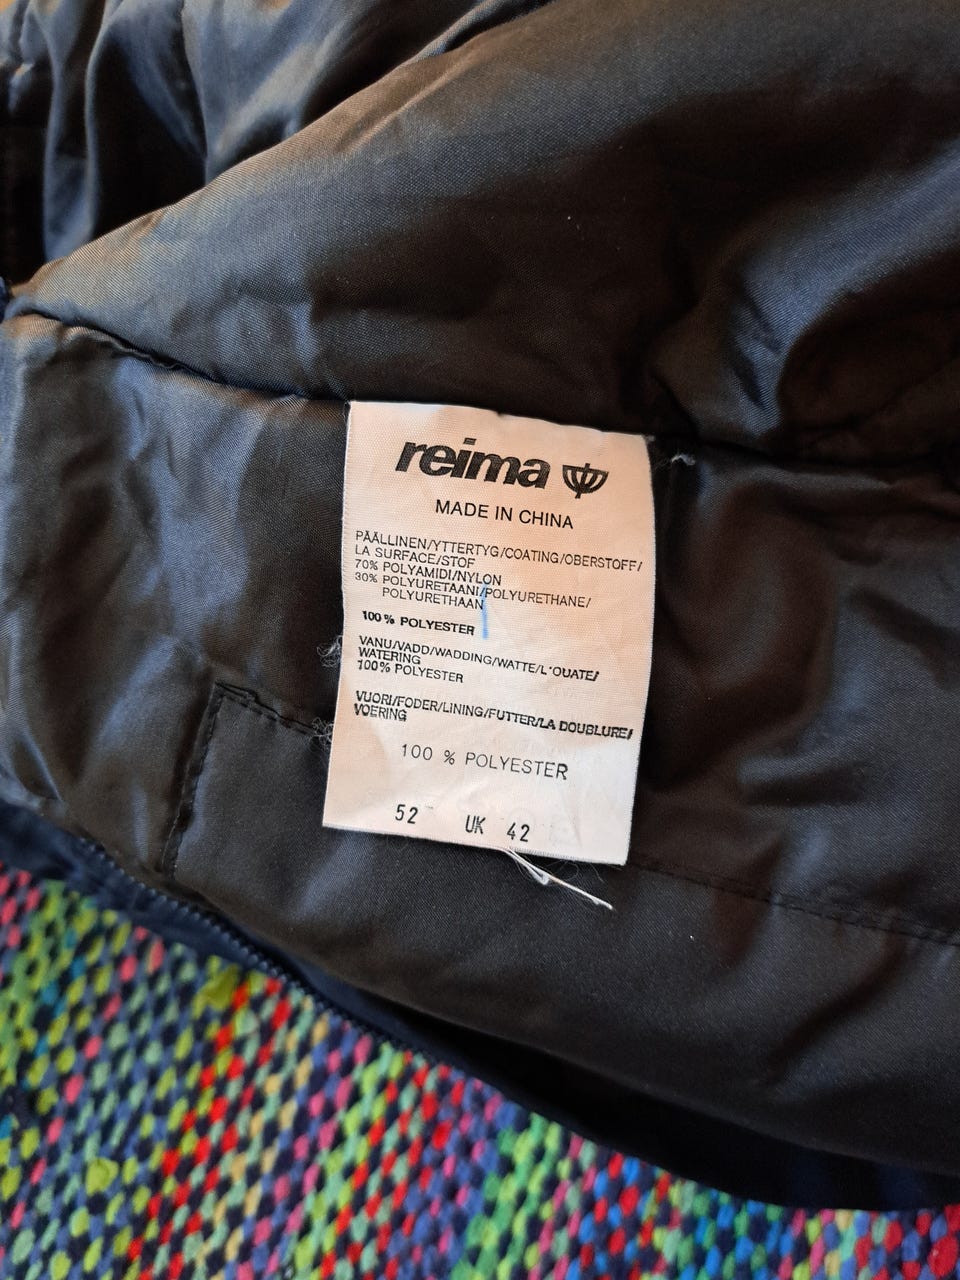 reima
MADE IN CHINA
PÄÄLLINEN/YTTERTYG/COATING/OBERSTOFF/
LA SURFACE/STOF
70% POLYAMIDI/NYLON
30% POLYURETAANI/POLYURETHANE/
POLYURETHAAN
100% POLYESTER
VANU/VADD/WADDING/WATTE/L'OUATE/
WATERING
100% POLYESTER
VUORI/FODER/LINING/FUTTER/LA DOUBLURE/
VOERING
100 % POLYESTER
52 UK 42